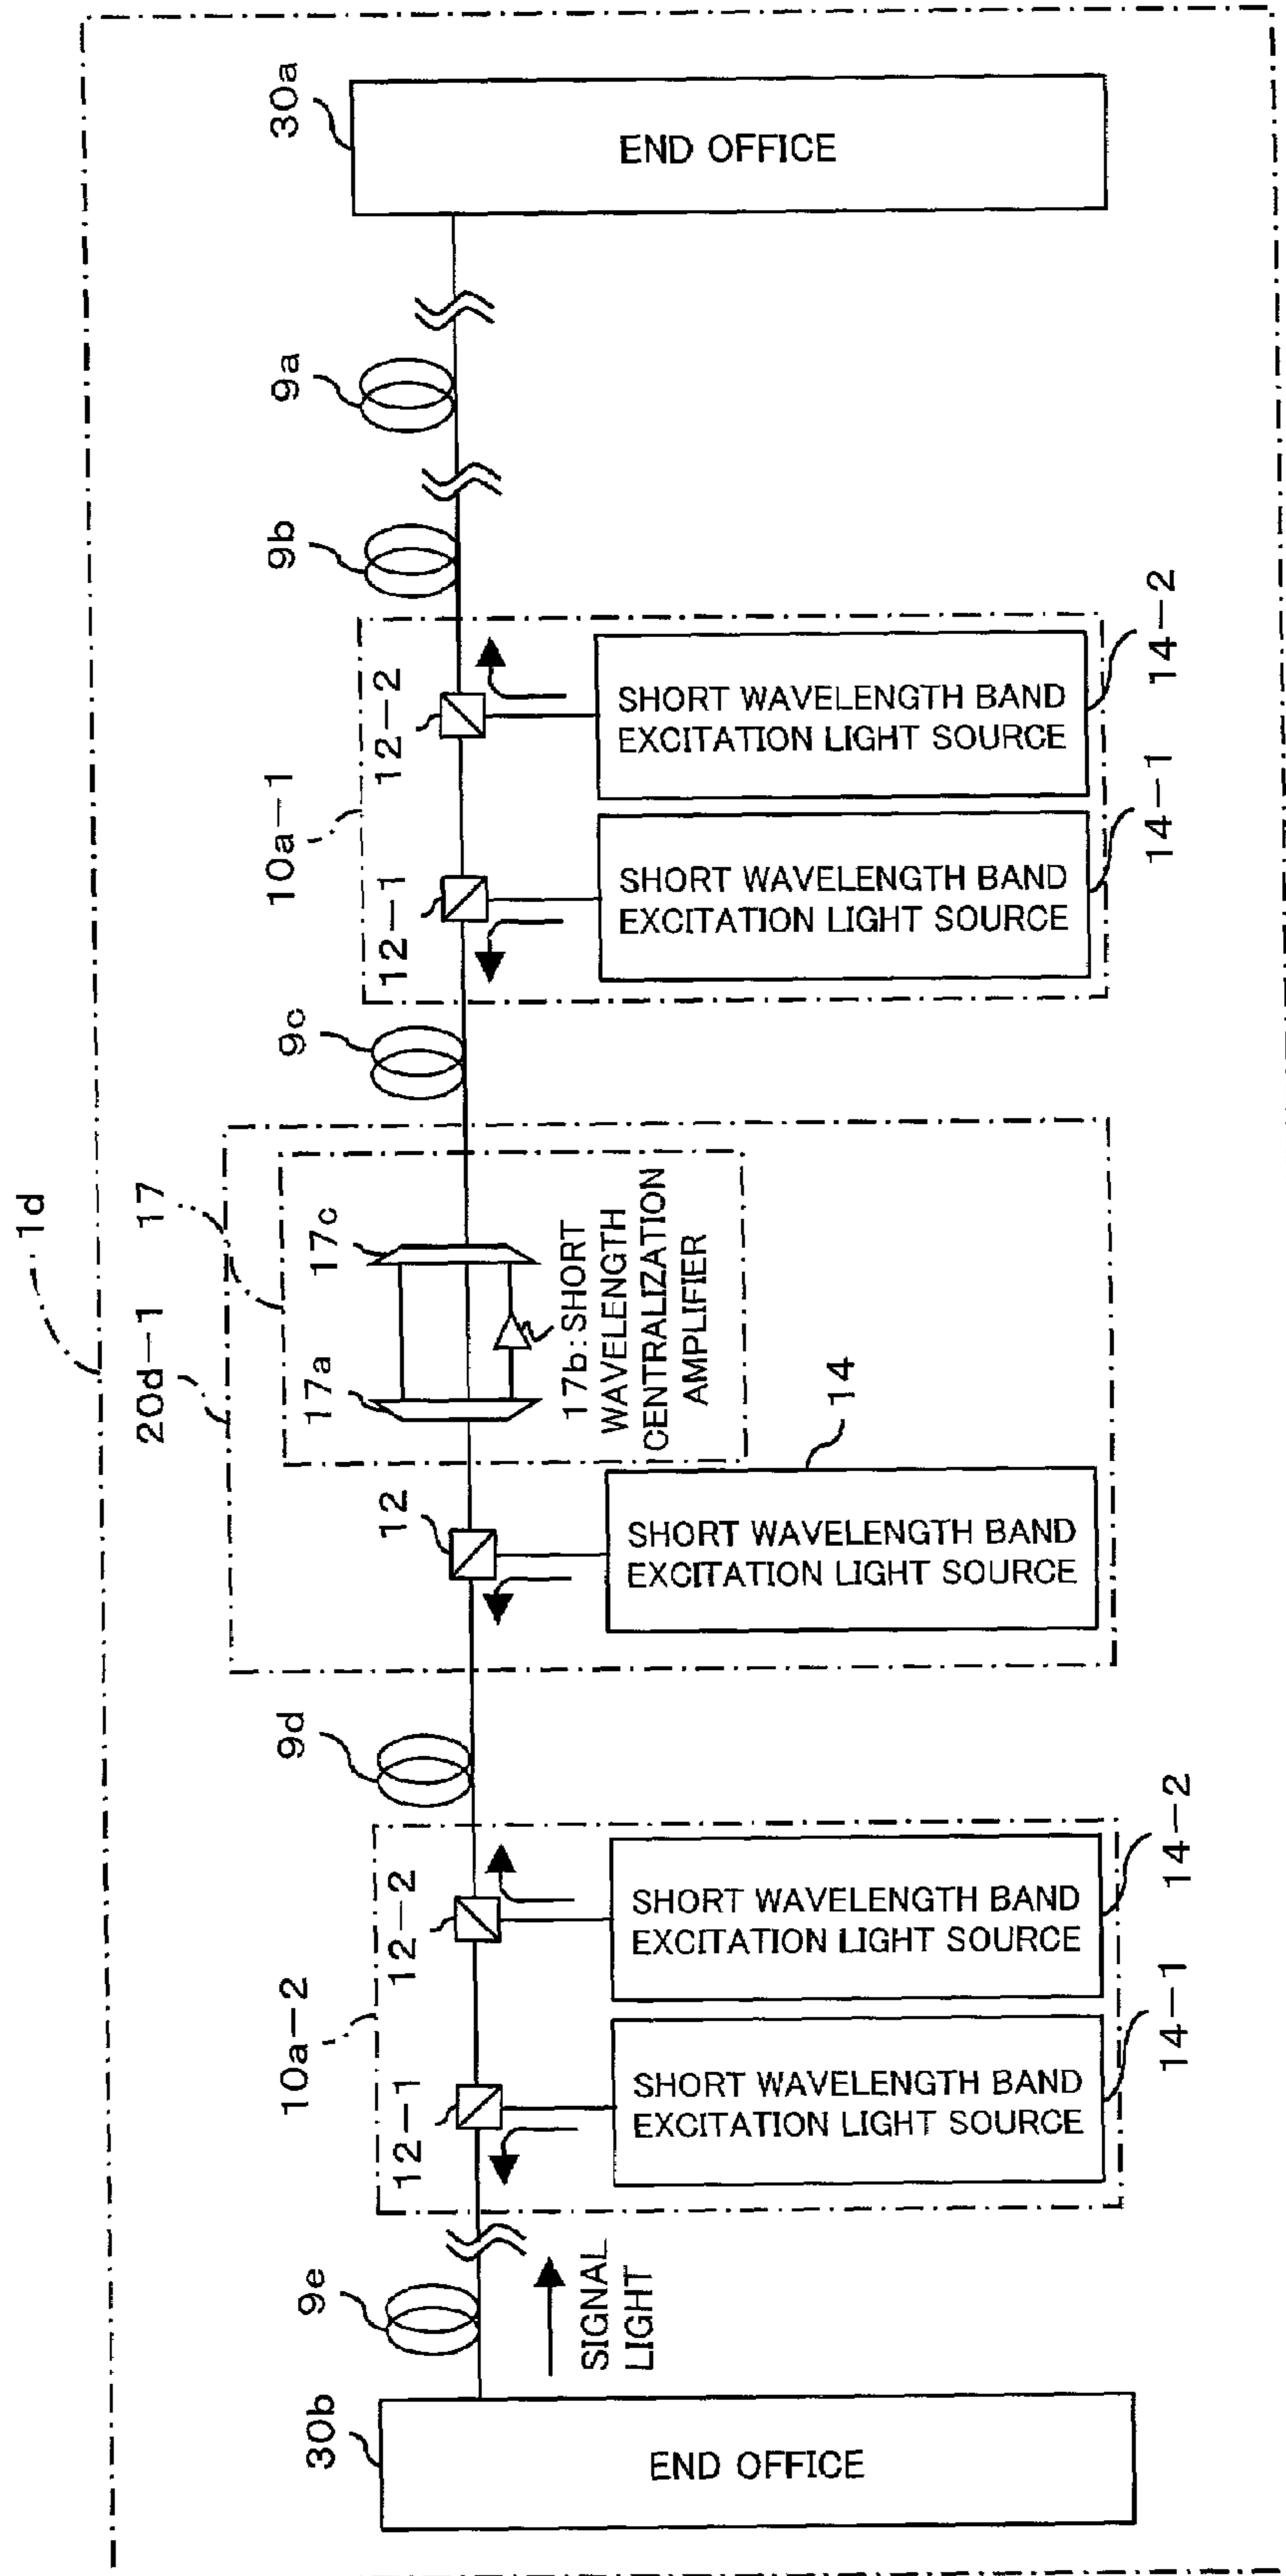 1d
20d-1
17
30b
END OFFICE
9e
SIGNAL
LIGHT
10a-2
12-1
12-2
SHORT WAVELENGTH BAND
EXCITATION LIGHT SOURCE
14-1
SHORT WAVELENGTH BAND
EXCITATION LIGHT SOURCE
14-2
9d
12
SHORT WAVELENGTH BAND
EXCITATION LIGHT SOURCE
14
17a
17c
17b:SHORT
WAVELENGTH
CENTRALIZATION
AMPLIFIER
9c
10a-1
12-1
12-2
SHORT WAVELENGTH BAND
EXCITATION LIGHT SOURCE
14-1
SHORT WAVELENGTH BAND
EXCITATION LIGHT SOURCE
14-2
9b
9a
30a
END OFFICE